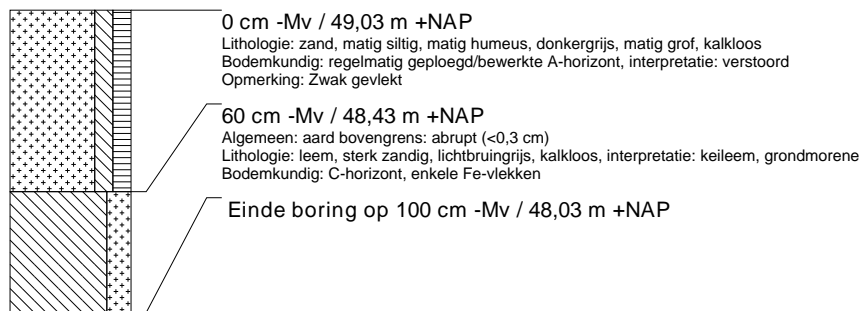 0 cm -Mv / 49,03 m +NAP
Lithologie: zand, matig siltig, matig humeus, donkergrijs, matig grof, kalkloos
Bodemkundig: regelmatig geploegd/bewerkte A-horizont, interpretatie: verstoord
Opmerking: Zwak gevlekt
60 cm -Mv / 48,43 m +NAP
Algemeen: aard bovengrens: abrupt (<0,3 cm)
Lithologie: leem, sterk zandig, lichtbruingrijs, kalkloos, interpretatie: keileem, grondmorene
Bodemkundig: C-horizont, enkele Fe-vlekken
Einde boring op 100 cm -Mv / 48,03 m +NAP